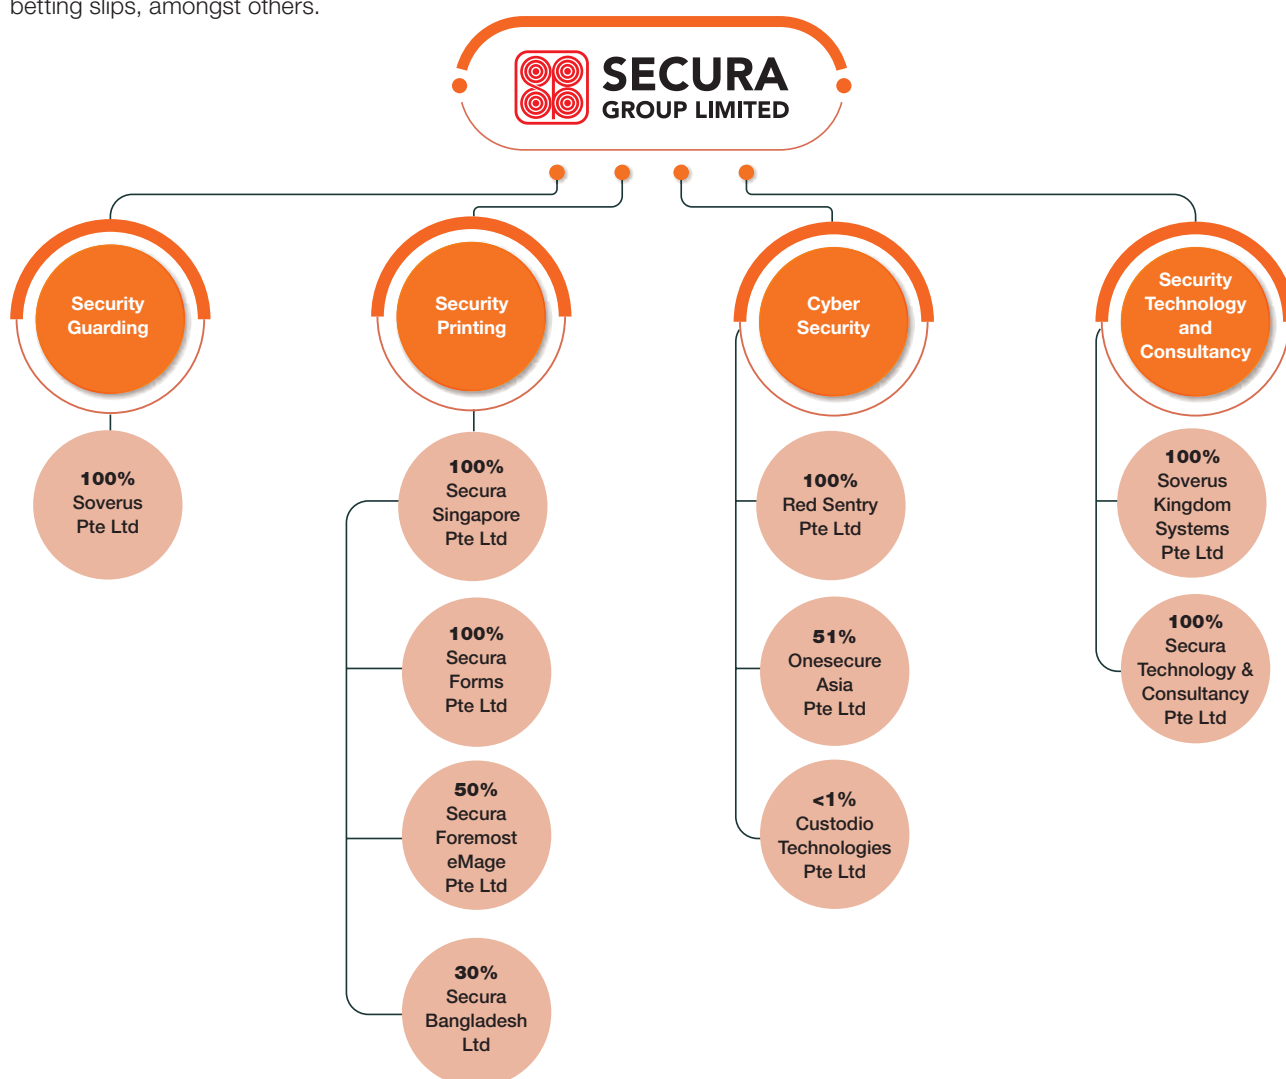 betting slips, amongst others.
SECURA
GROUP LIMITED
Security
Guarding
100%
Soverus
Pte Ltd
Security
Printing
100%
Secura
Singapore
Pte Ltd
100%
Secura
Forms
Pte Ltd
50%
Secura
Foremost
eMage
Pte Ltd
30%
Secura
Bangladesh
Ltd
Cyber
Security
100%
Red Sentry
Pte Ltd
51%
Onesecure
Asia
Pte Ltd
<1%
Custodio
Technologies
Pte Ltd
Security
Technology
and
Consultancy
100%
Soverus
Kingdom
Systems
Pte Ltd
100%
Secura
Technology &
Consultancy
Pte Ltd